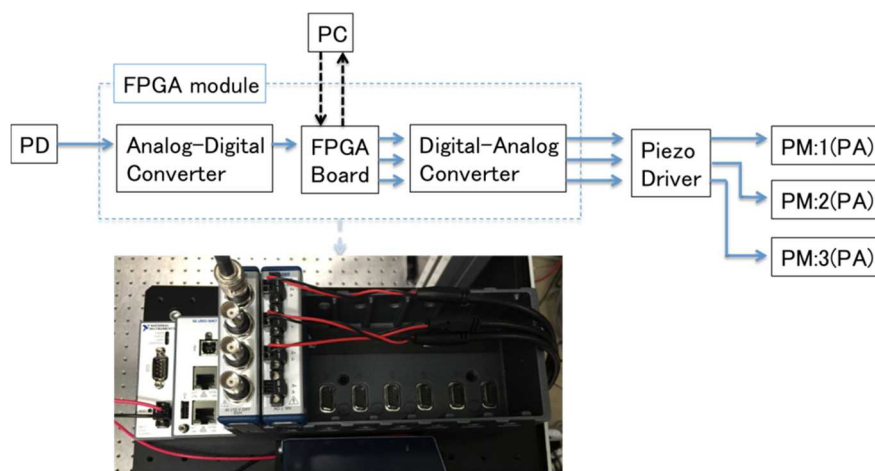 PC
FPGA module
PD
Analog-Digital
Converter
FPGA
Board
Digital-Analog
Converter
Piezo
Driver
PM:1(PA)
PM:2(PA)
PM:3(PA)